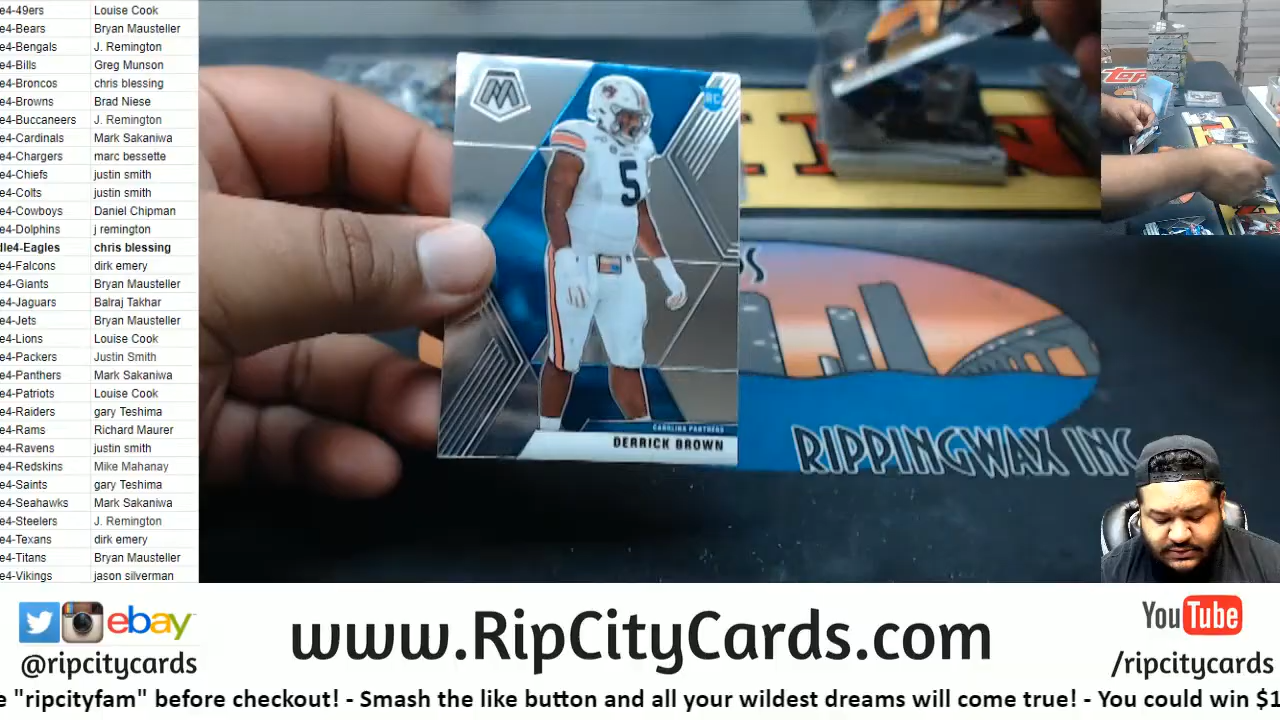 e4-49ers Louise Cook
e4-Bears Bryan Mausteller
e4-Bengals J. Remington
e4-Bills Greg Munson
e4-Broncos chris blessing
e4-Browns Brad Niese
e4-Buccaneers J. Remington
e4-Cardinals Mark Sakaniwa
e4-Chargers marc bessette
e4-Chiefs justin smith
e4-Colts justin smith
e4-Cowboys Daniel Chipman
e4-Dolphins j remington
dle4-Eagles chris blessing
e4-Falcons dirk emery
e4-Giants Bryan Mausteller
e4-Jaguars Balraj Takhar
e4-Jets Bryan Mausteller
e4-Lions Louise Cook
e4-Packers Justin Smith
e4-Panthers Mark Sakaniwa
e4-Patriots Louise Cook
e4-Raiders gary Teshima
e4-Rams Richard Maurer
e4-Ravens justin smith
e4-Redskins Mike Mahanay
e4-Saints gary Teshima
e4-Seahawks Mark Sakaniwa
e4-Steelers J. Remington
e4-Texans dirk emery
e4-Titans Bryan Mausteller
e4-Vikings jason silverman
M
RC
5
CAROLINA PANTHERS
DERRICK BROWN
RIPPINGWAX INC
Topp
ebay
@ripcitycards
www.RipCityCards.com
YouTube
/ripcitycards
e "ripcityfam" before checkout! - Smash the like button and all your wildest dreams will come true! - You could win $1